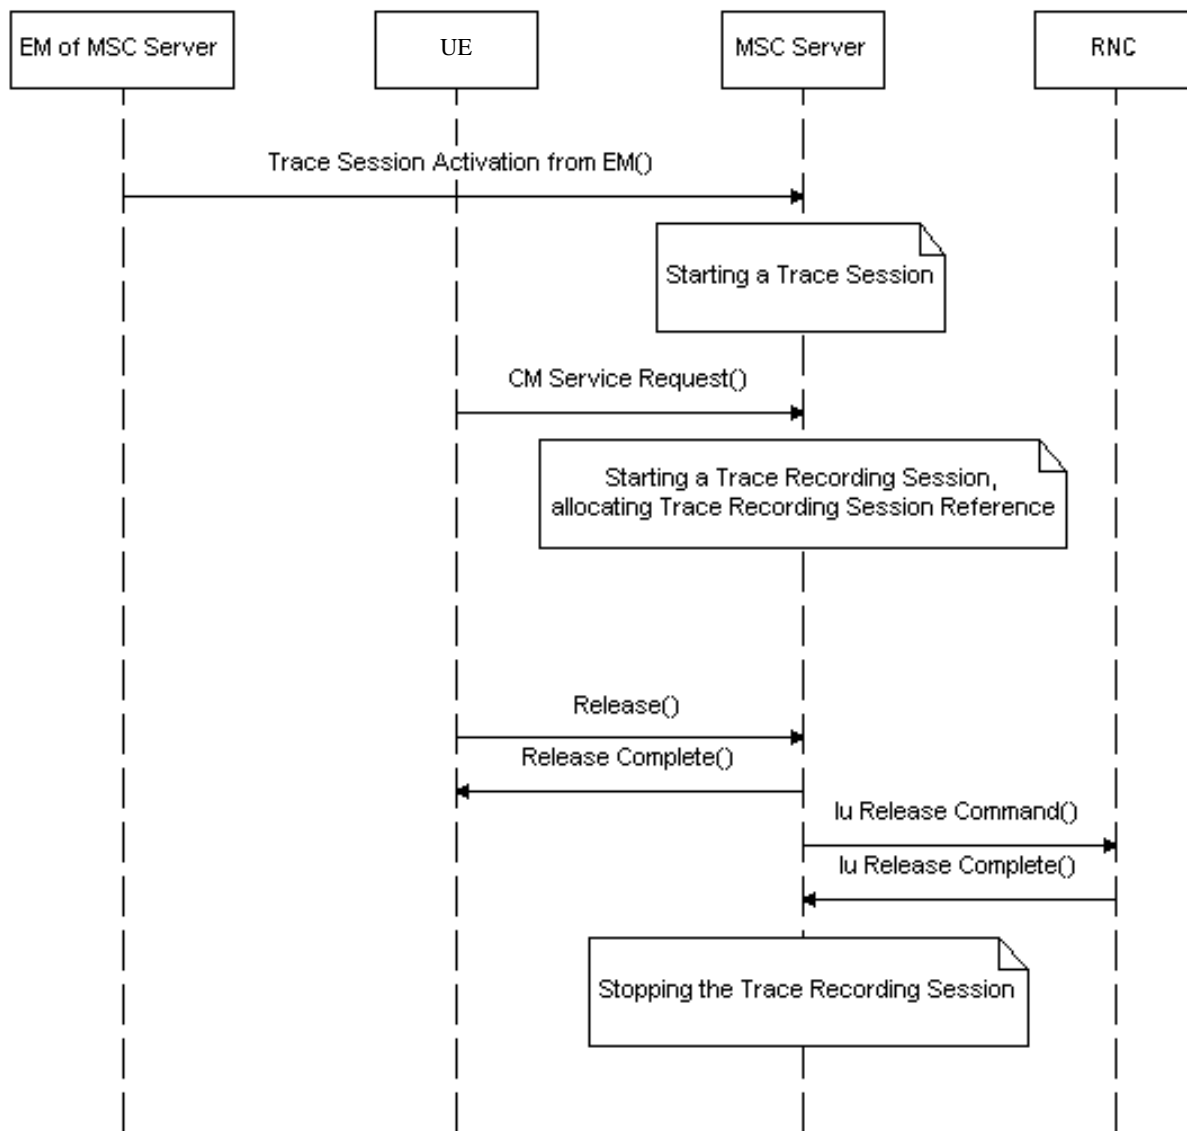 EM of MSC Server
UE
MSC Server
RNC
Trace Session Activation from EM()
Starting a Trace Session
CM Service Request()
Starting a Trace Recording Session,
allocating Trace Recording Session Reference
Release()
Release Complete()
Iu Release Command()
Iu Release Complete()
Stopping the Trace Recording Session